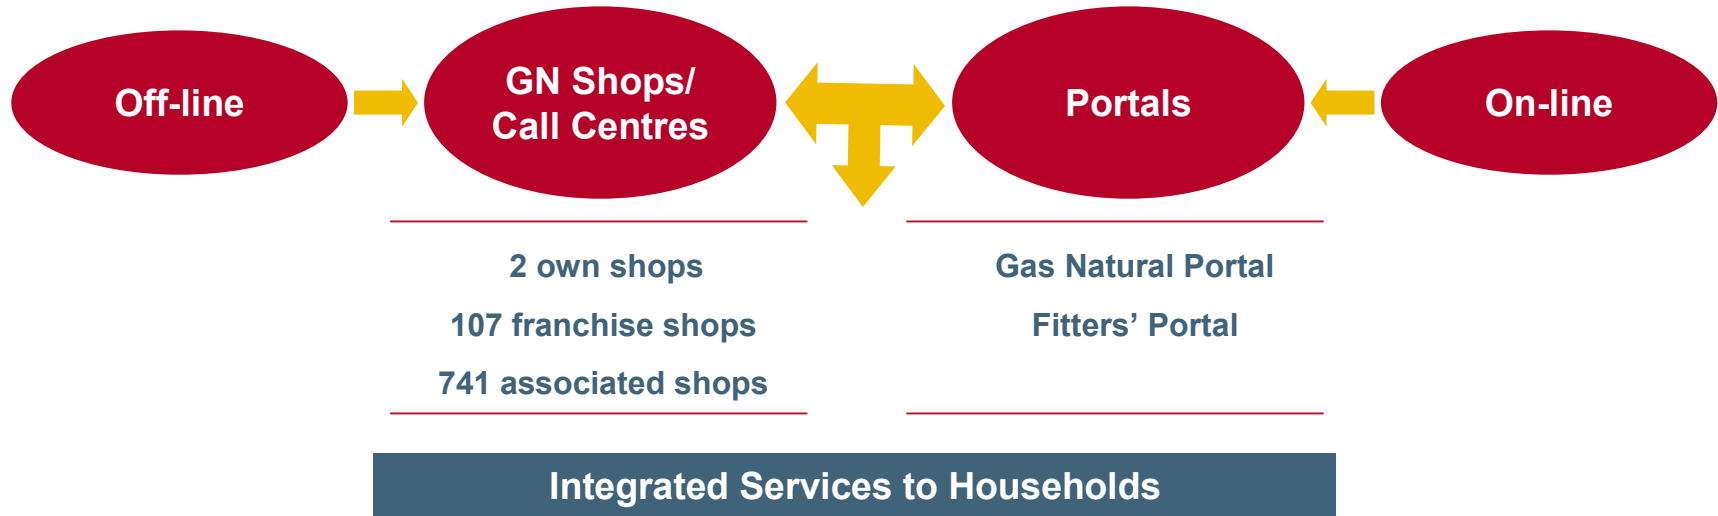 Off-line
GN Shops/
Call Centres
Portals
On-line
2 own shops
107 franchise shops
741 associated shops
Gas Natural Portal
Fitters’ Portal
Integrated Services to Households